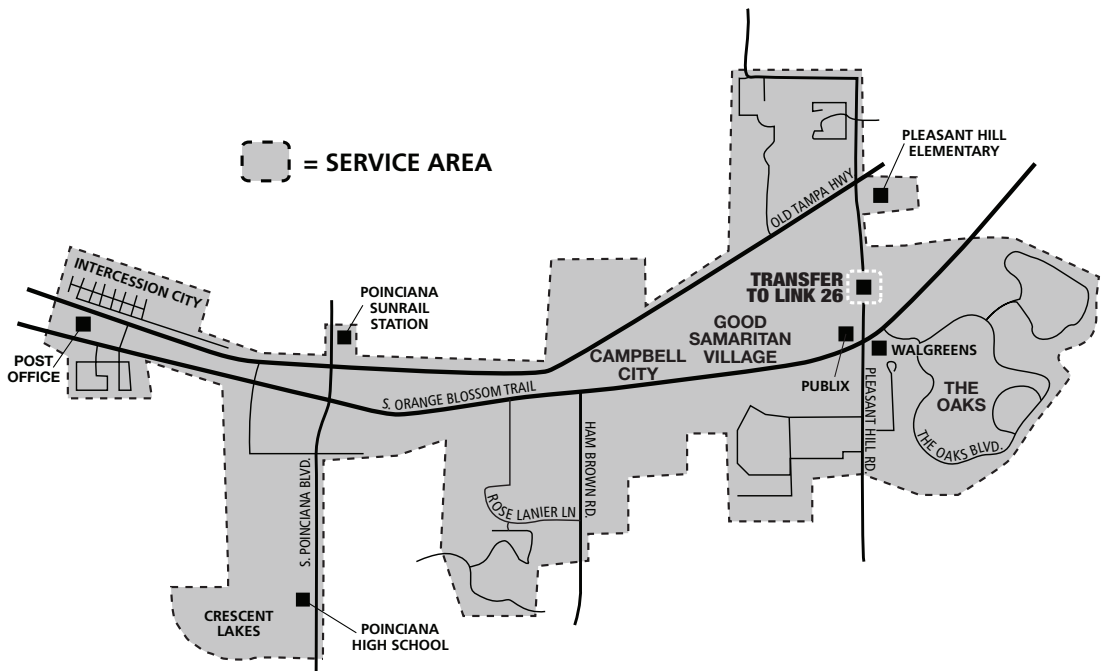 PLEASANT HILL
ELEMENTARY
= SERVICE AREA
OLD TAMPA HWY
INTERCESSION CITY
TRANSFER
TO LINK 26
POINCIANA
SUNRAIL
STATION
GOOD
SAMARITAN
VILLAGE
POST
OFFICE
CAMPBELL
CITY
WALGREENS
PUBLIX
S. ORANGE BLOSSOM TRAIL
PLEASANT HILL RD.
THE
OAKS
THE OAKS BLVD.
HAM BROWN RD.
S. POINCIANA BLVD.
ROSE LANIER LN
CRESCENT
LAKES
POINCIANA
HIGH SCHOOL